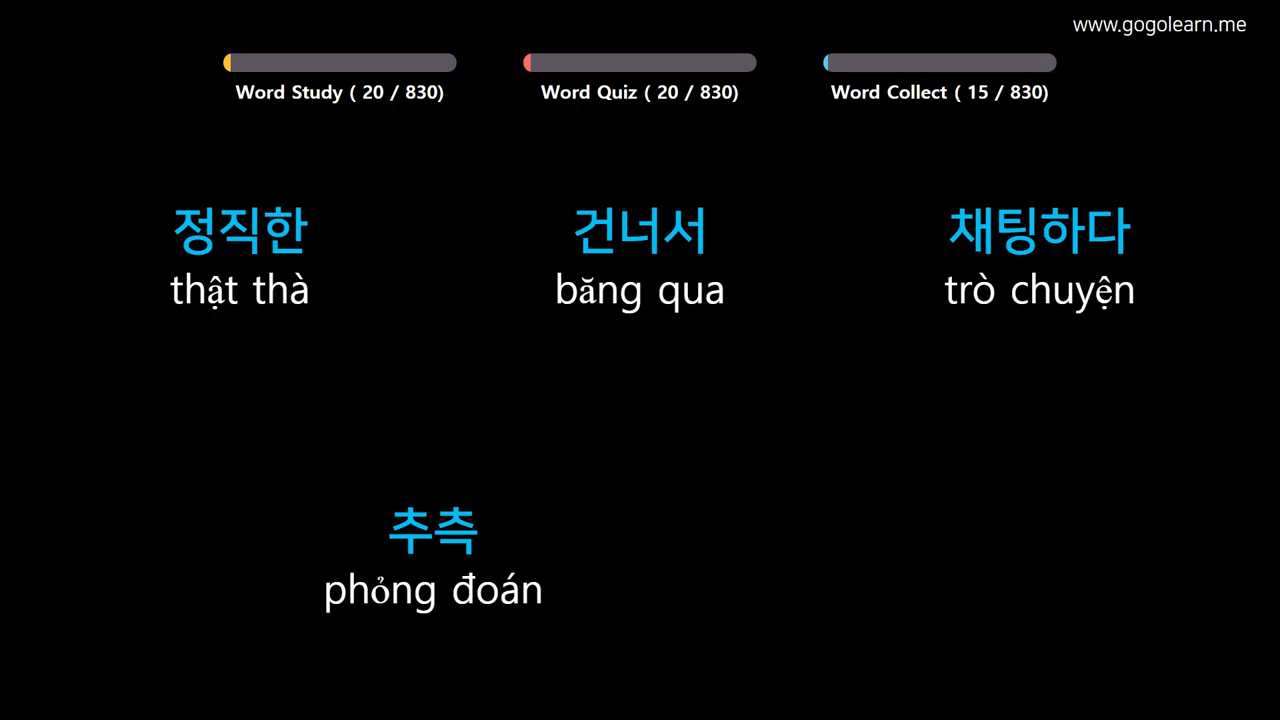 www.gogolearn.me
Word Study ( 20 / 830)
Word Quiz ( 20 / 830)
Word Collect ( 15 / 830)
정직한
thật thà
건너서
băng qua
채팅하다
trò chuyện
추측
phỏng đoán